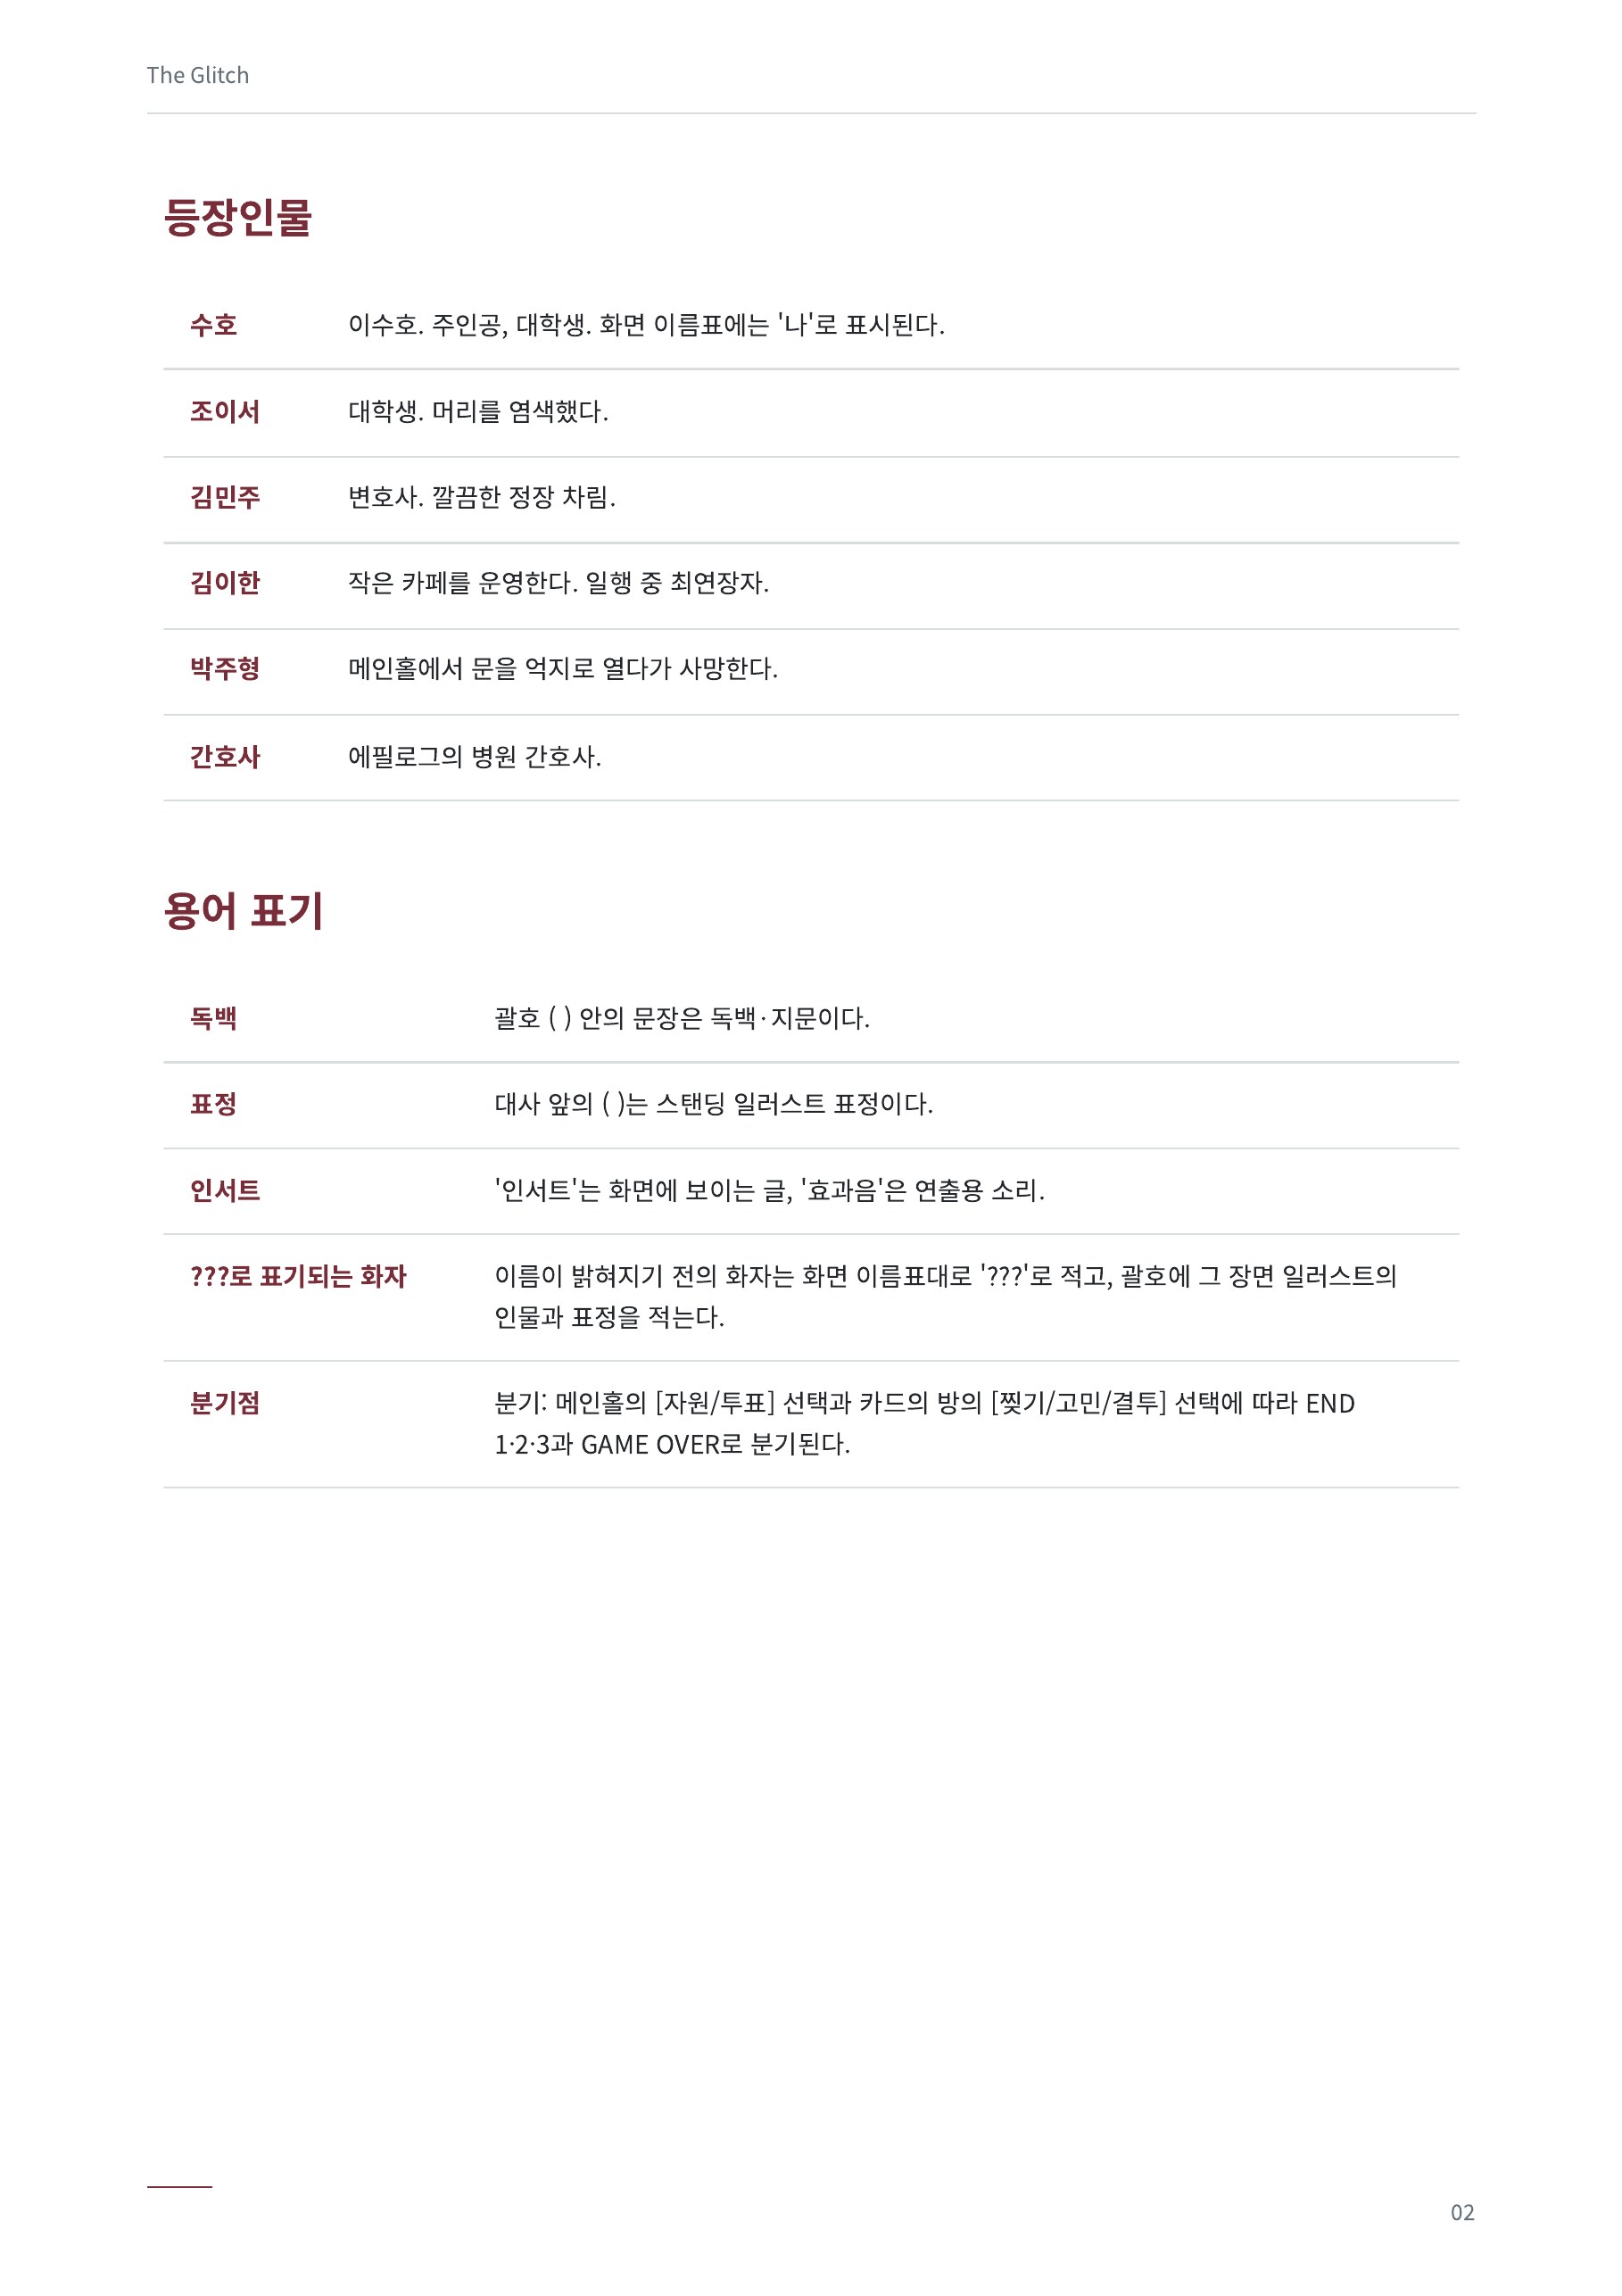 The Glitch
등장인물
수호 이수호. 주인공, 대학생. 화면 이름표에는 '나'로 표시된다.
조이서 대학생. 머리를 염색했다.
김민주 변호사. 깔끔한 정장 차림.
김이한 작은 카페를 운영한다. 일행 중 최연장자.
박주형 메인홀에서 문을 억지로 열다가 사망한다.
간호사 에필로그의 병원 간호사.
용어 표기
독백 괄호 ( ) 안의 문장은 독백·지문이다.
표정 대사 앞의 ( )는 스탠딩 일러스트 표정이다.
인서트 '인서트'는 화면에 보이는 글, '효과음'은 연출용 소리.
???로 표기되는 화자 이름이 밝혀지기 전의 화자는 화면 이름표대로 '???'로 적고, 괄호에 그 장면 일러스트의
인물과 표정을 적는다.
분기점 분기: 메인홀의 [자원/투표] 선택과 카드의 방의 [찢기/고민/결투] 선택에 따라 END
1·2·3과 GAME OVER로 분기된다.
02